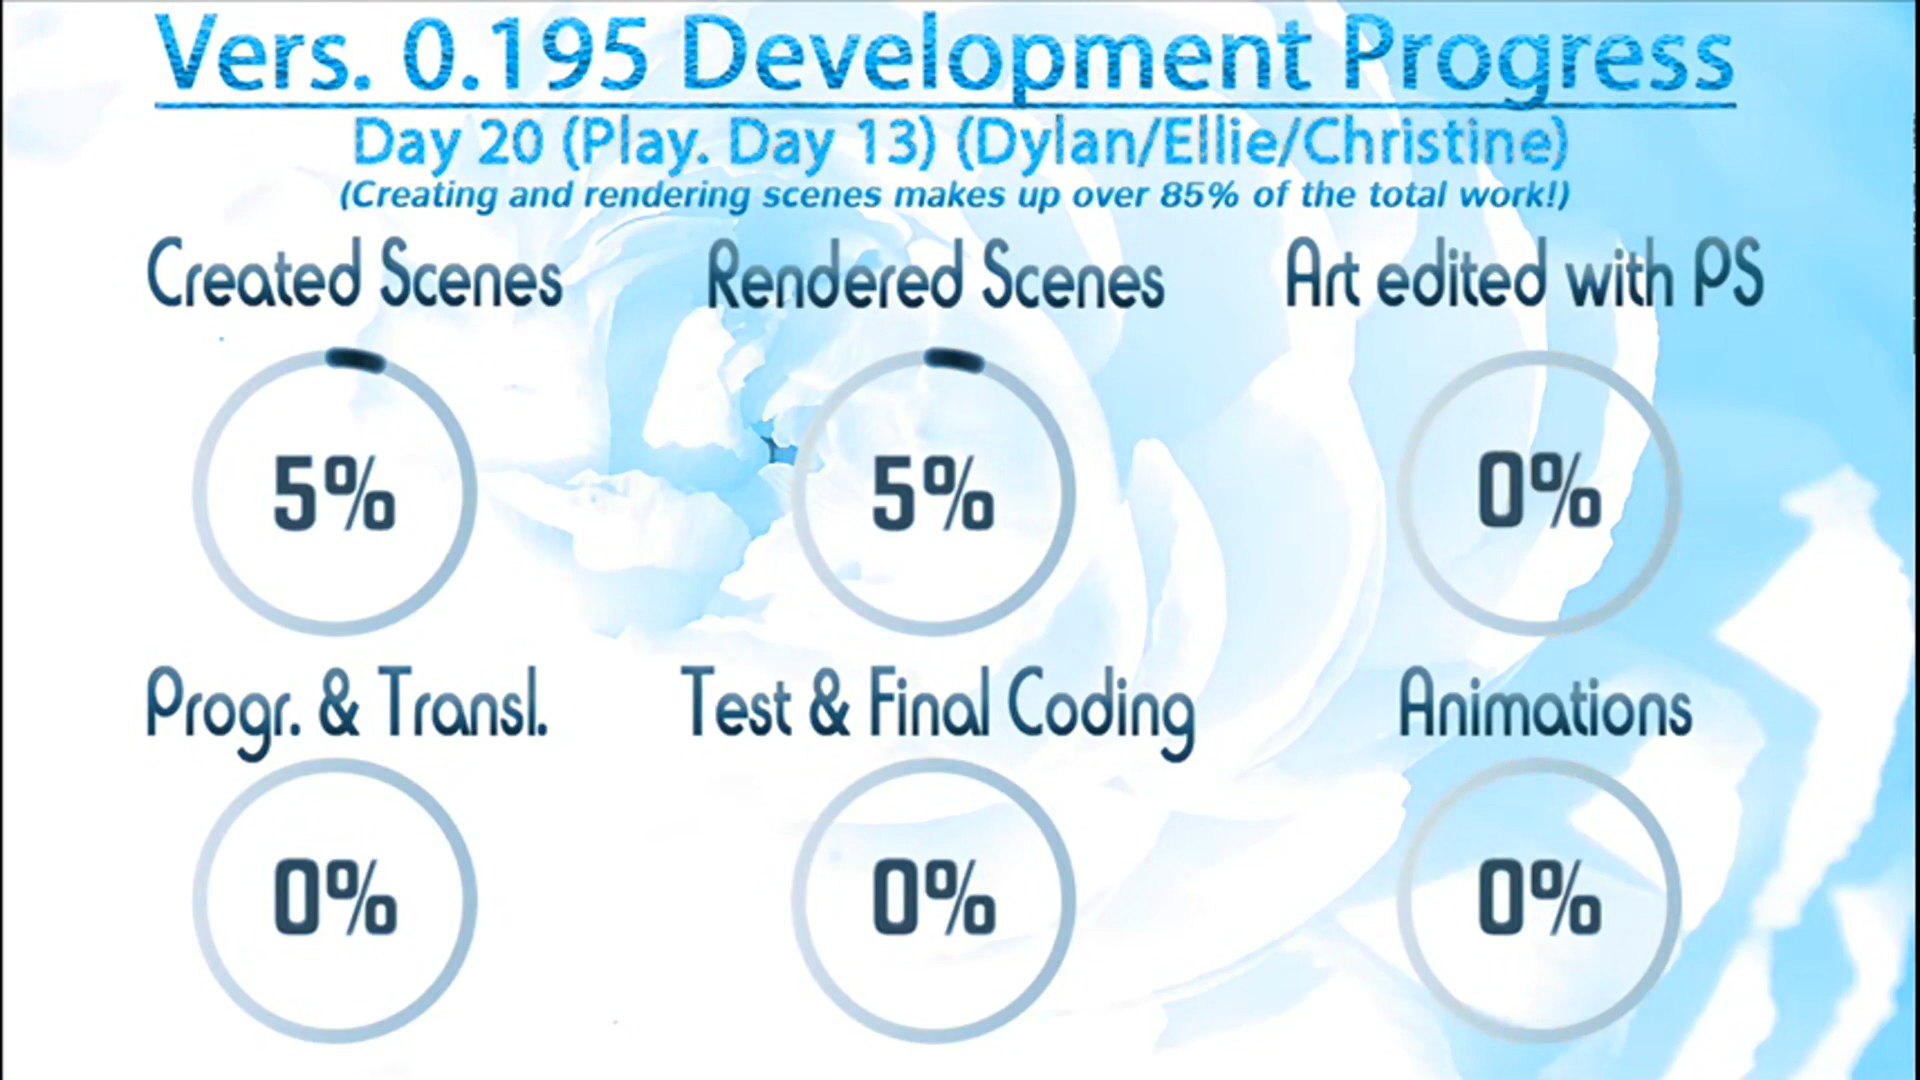 Vers. 0.195 Development Progress
Day 20 (Play. Day 13) (Dylan/Ellie/Christine)
(Creating and rendering scenes makes up over 85% of the total work!)
Created Scenes
Rendered Scenes
Art edited with PS
5%
5%
0%
Progr. & Transl.
Test & Final Coding
Animations
0%
0%
0%